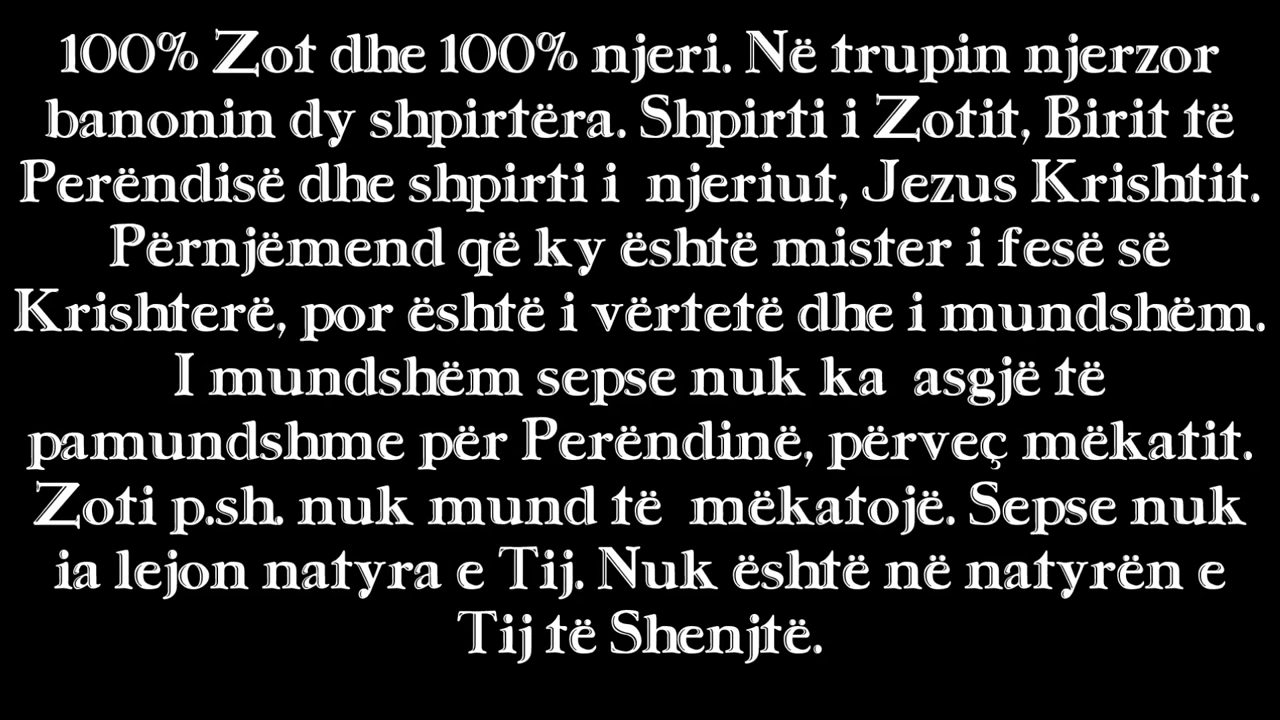 100% Zot dhe 100% njeri. Në trupin njerzor
banonin dy shpirtëra. Shpirti i Zotit, Birit të
Perëndisë dhe shpirti i  njeriut, Jezus Krishtit.
Përnjëmend që ky është mister i fesë së
Krishterë, por është i vërtetë dhe i mundshëm.
I mundshëm sepse nuk ka  asgjë të
pamundshme për Perëndinë, përveç mëkatit.
Zoti p.sh. nuk mund të  mëkatojë. Sepse nuk
ia lejon natyra e Tij. Nuk është në natyrën e
Tij të Shenjtë.